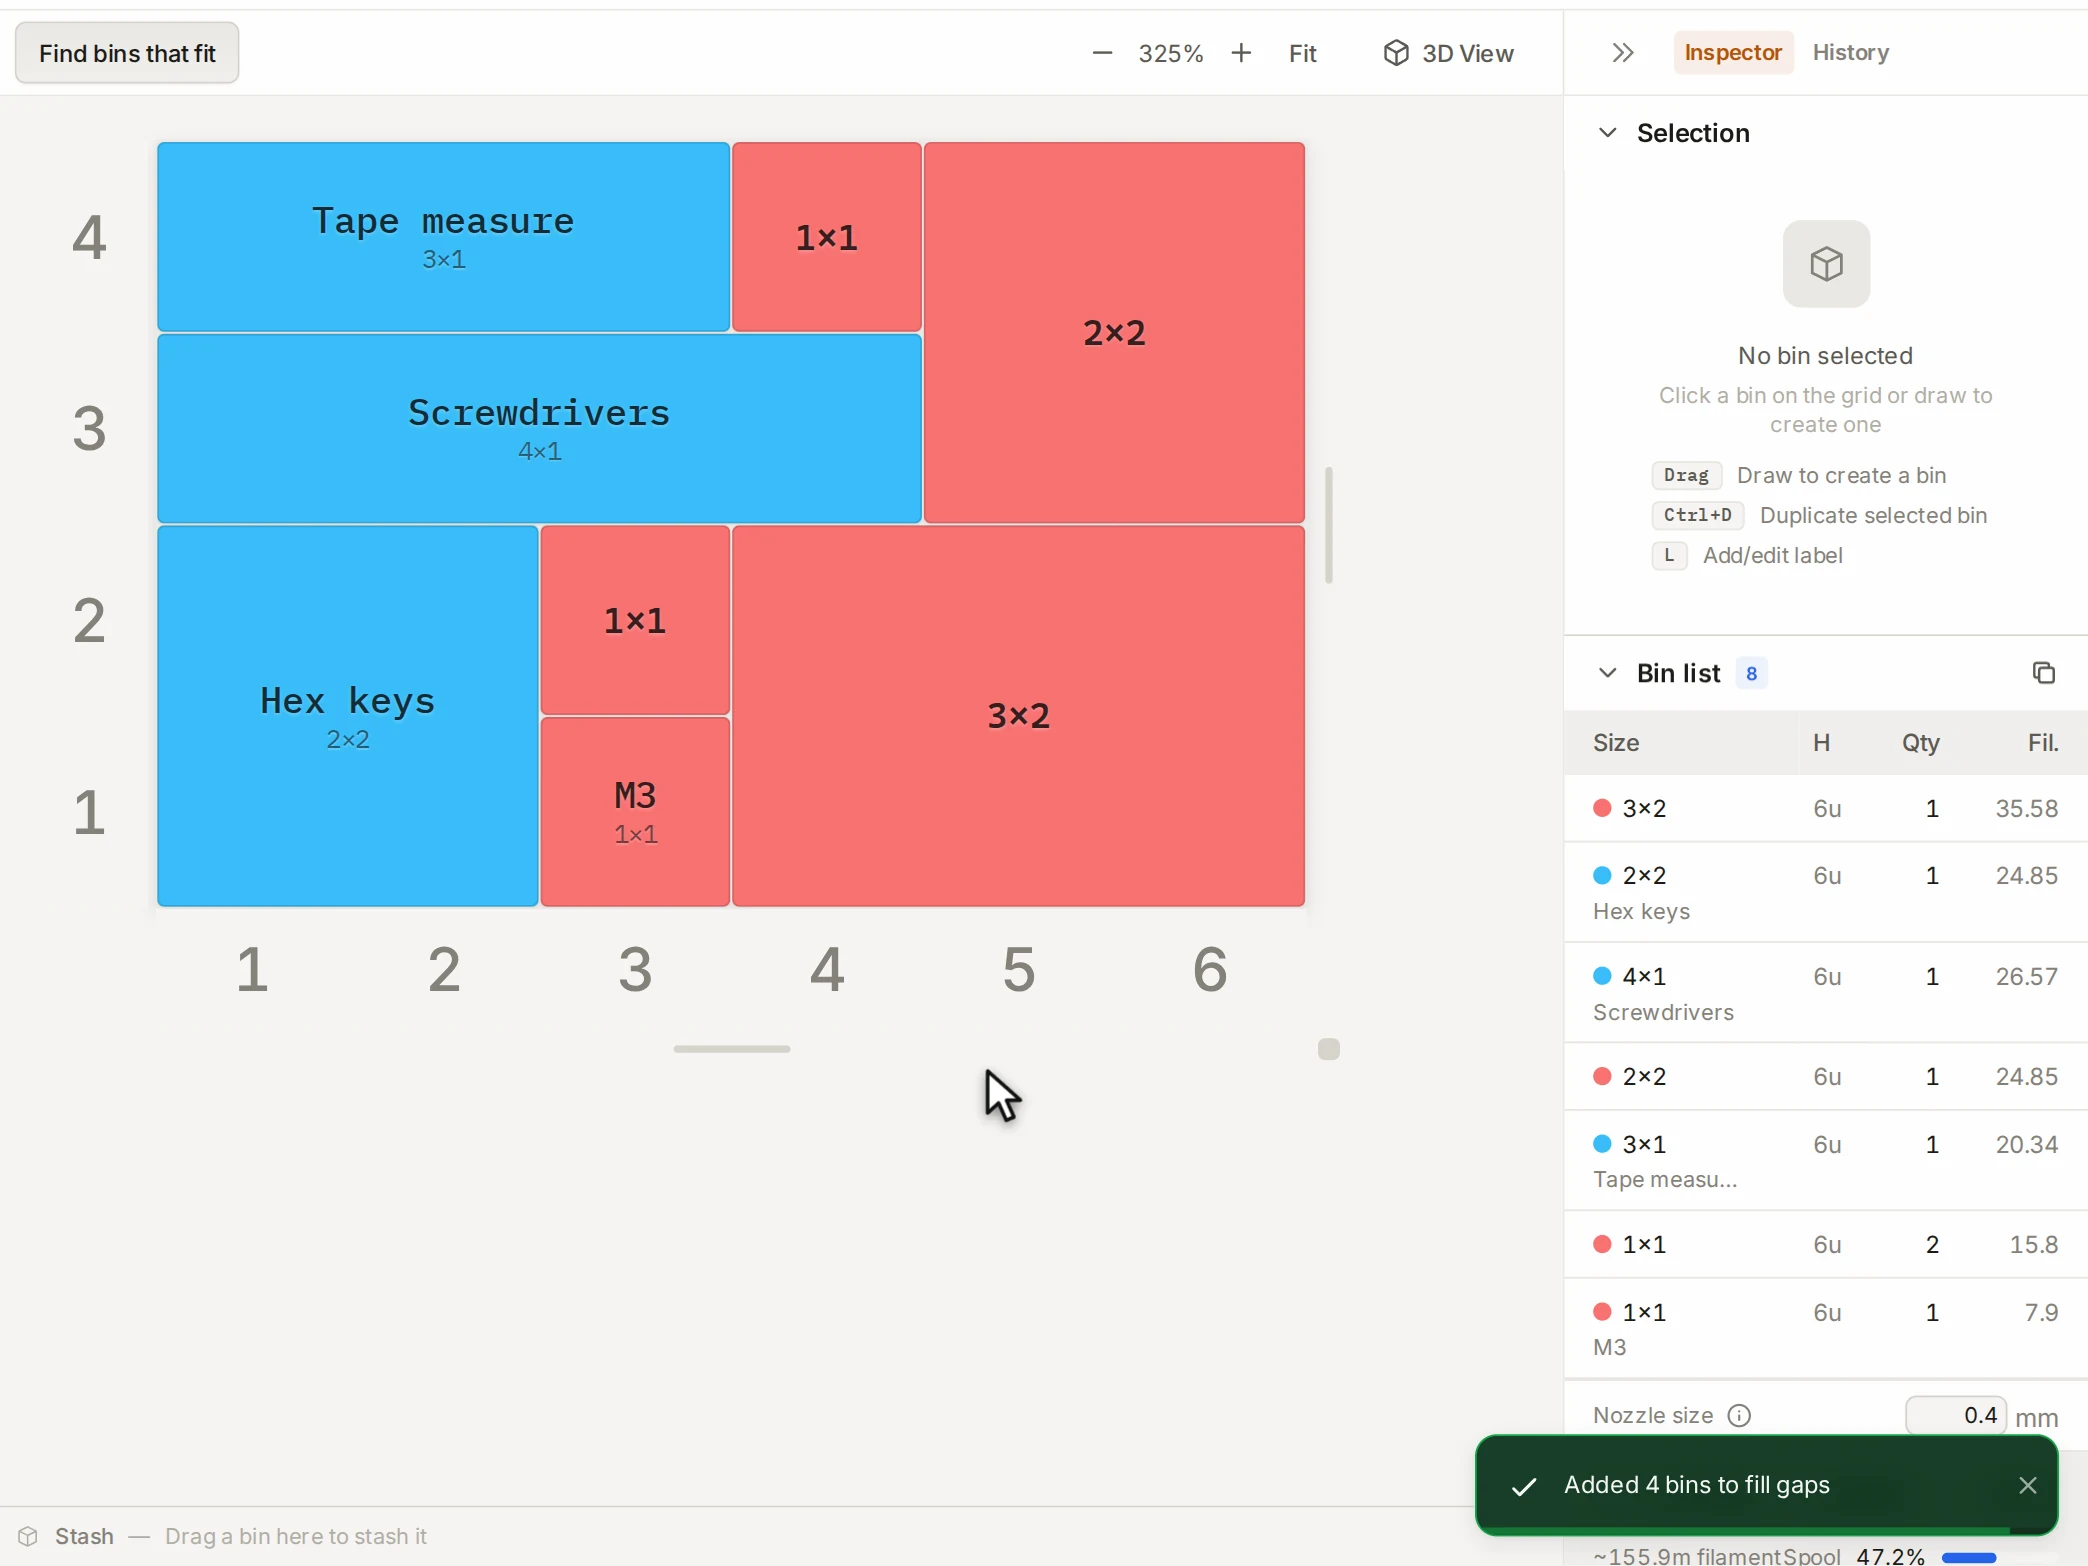 Find bins that fit
325%
Fit
3D View
Inspector
History
Selection
4
3
2
1
Tape measure
3×1
1×1
2×2
Screwdrivers
4×1
Hex keys
2×2
1×1
M3
1×1
3×2
1 2 3 4 5 6
No bin selected
Click a bin on the grid or draw to
create one
Drag Draw to create a bin
Ctrl+D Duplicate selected bin
L Add/edit label
Bin list 8
Size H Qty Fil.
3×2 6u 1 35.58
2×2 6u 1 24.85
Hex keys
4×1 6u 1 26.57
Screwdrivers
2×2 6u 1 24.85
3×1 6u 1 20.34
Tape measu...
1×1 6u 2 15.8
1×1 6u 1 7.9
M3
Nozzle size 0.4 mm
Added 4 bins to fill gaps
Stash — Drag a bin here to stash it
~155.9m filament Spool 47.2%